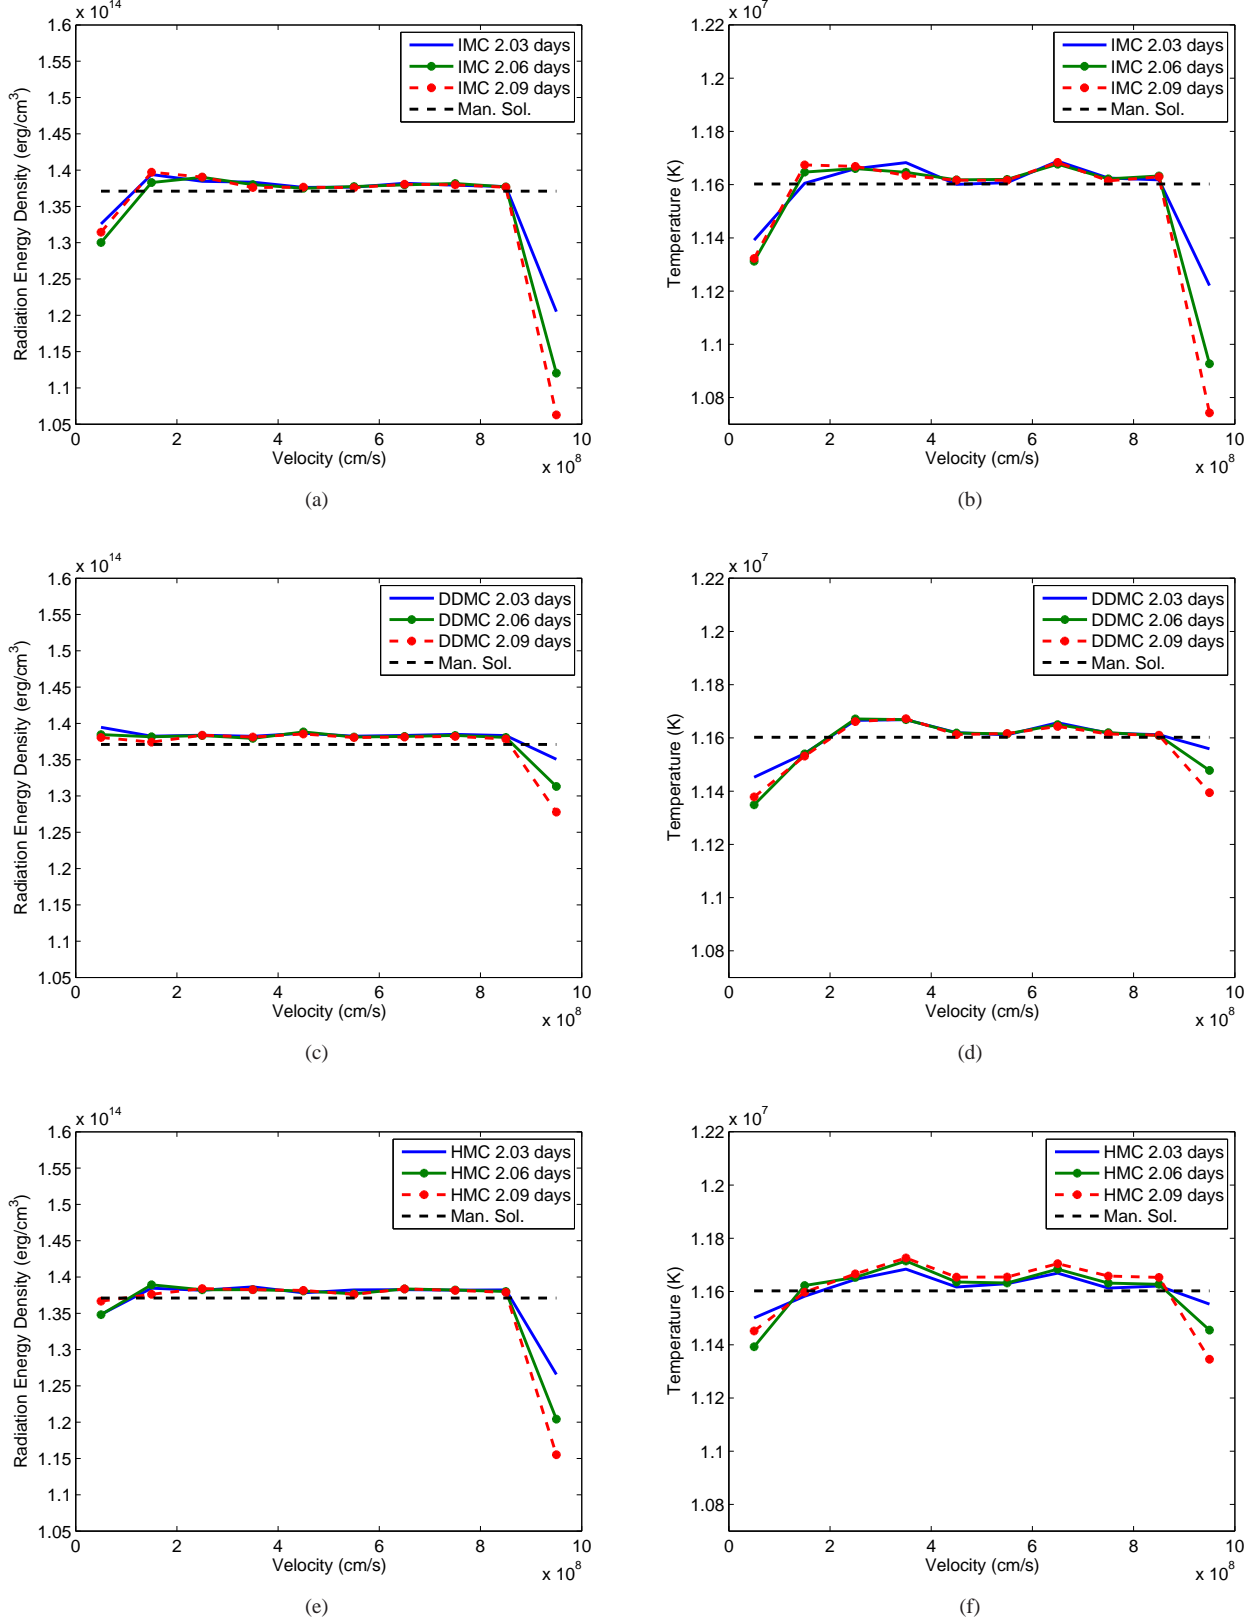 x 10^14
1.6
1.55
1.5
1.45
1.4
1.35
1.3
1.25
1.2
1.15
1.1
1.05
Radiation Energy Density (erg/cm^3)
IMC 2.03 days
IMC 2.06 days
IMC 2.09 days
Man. Sol.
0 2 4 6 8 10
Velocity (cm/s)
x 10^8
(a)
x 10^7
1.22
1.2
1.18
1.16
1.14
1.12
1.1
1.08
Temperature (K)
IMC 2.03 days
IMC 2.06 days
IMC 2.09 days
Man. Sol.
0 2 4 6 8 10
Velocity (cm/s)
x 10^8
(b)
x 10^14
1.6
1.55
1.5
1.45
1.4
1.35
1.3
1.25
1.2
1.15
1.1
1.05
Radiation Energy Density (erg/cm^3)
DDMC 2.03 days
DDMC 2.06 days
DDMC 2.09 days
Man. Sol.
0 2 4 6 8 10
Velocity (cm/s)
x 10^8
(c)
x 10^7
1.22
1.2
1.18
1.16
1.14
1.12
1.1
1.08
Temperature (K)
DDMC 2.03 days
DDMC 2.06 days
DDMC 2.09 days
Man. Sol.
0 2 4 6 8 10
Velocity (cm/s)
x 10^8
(d)
x 10^14
1.6
1.55
1.5
1.45
1.4
1.35
1.3
1.25
1.2
1.15
1.1
1.05
Radiation Energy Density (erg/cm^3)
HMC 2.03 days
HMC 2.06 days
HMC 2.09 days
Man. Sol.
0 2 4 6 8 10
Velocity (cm/s)
x 10^8
(e)
x 10^7
1.22
1.2
1.18
1.16
1.14
1.12
1.1
1.08
Temperature (K)
HMC 2.03 days
HMC 2.06 days
HMC 2.09 days
Man. Sol.
0 2 4 6 8 10
Velocity (cm/s)
x 10^8
(f)